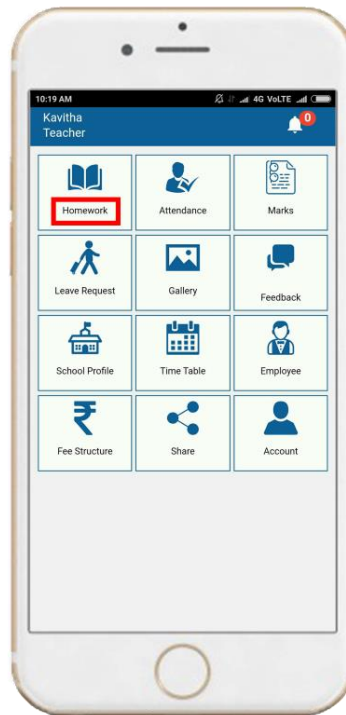 10:19 AM 4G VoLTE
Kavitha
Teacher
0
Homework Attendance Marks
Leave Request Gallery Feedback
School Profile Time Table Employee
Fee Structure Share Account